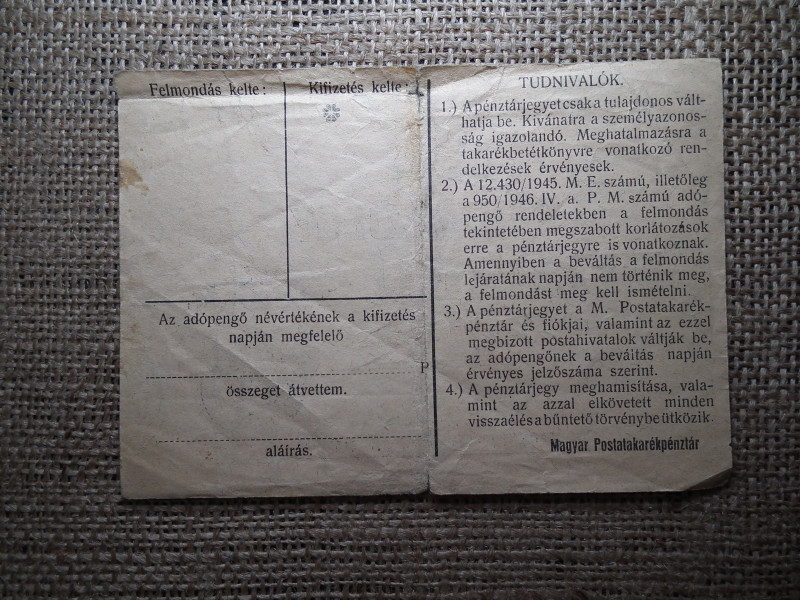 Felmondás kelte:
Kifizetés kelte:
Az adópengő névértékének a kifizetés
napján megfelelő
P
összeget átvettem.
aláírás.
TUDNIVALÓK.
1.) A pénztárjegyet csak a tulajdonos vált-
hatja be. Kivánatra a személyazonos-
ság igazolandó. Meghatalmazásra a
takarékbetétkönyvre vonatkozó ren-
delkezések érvényesek.
2.) A 12.430/1945. M. E. számú, illetőleg
a 950/1946. IV. a. P. M. számú adó-
pengő rendeletekben a felmondás
tekintetében megszabott korlátozások
erre a pénztárjegyre is vonatkoznak.
Amennyiben a beváltás a felmondás
lejáratának napján nem történik meg,
a felmondást meg kell ismételni.
3.) A pénztárjegyet a M. Postatakarék-
pénztár és fiókjai, valamint az ezzel
megbizott postahivatalok váltják be,
az adópengőnek a beváltás napján
érvényes jelzőszáma szerint.
4.) A pénztárjegy meghamisítása, vala-
mint az azzal elkövetett minden
visszaélés a büntető törvénybe ütközik.
Magyar Postatakarékpénztár